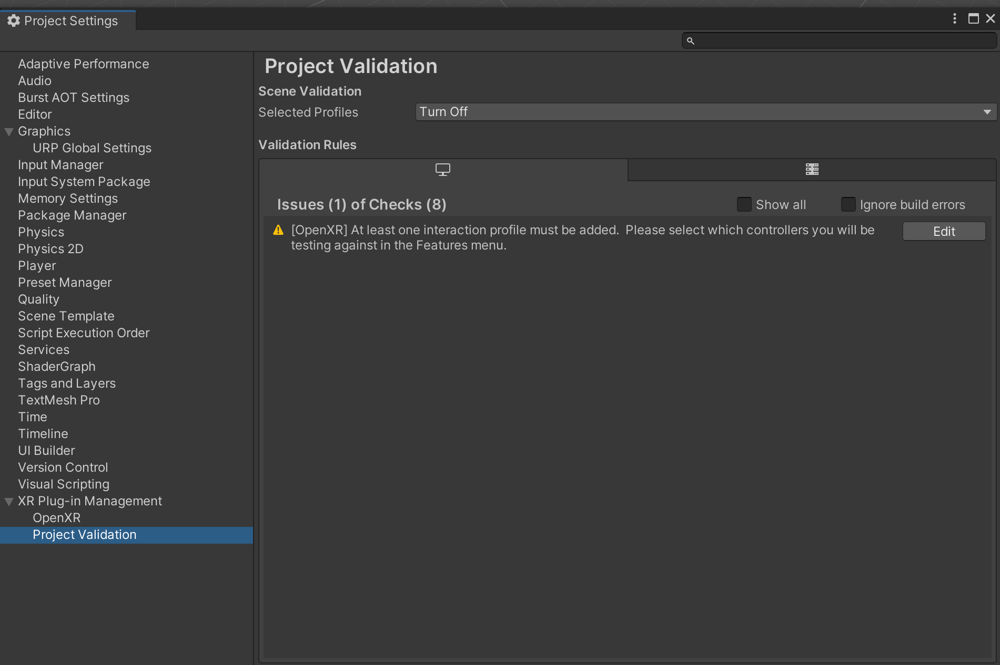 Project Settings
Adaptive Performance
Audio
Burst AOT Settings
Editor
Graphics
URP Global Settings
Input Manager
Input System Package
Memory Settings
Package Manager
Physics
Physics 2D
Player
Preset Manager
Quality
Scene Template
Script Execution Order
Services
ShaderGraph
Tags and Layers
TextMesh Pro
Time
Timeline
UI Builder
Version Control
Visual Scripting
XR Plug-in Management
OpenXR
Project Validation
Project Validation
Scene Validation
Selected Profiles Turn Off
Validation Rules
Issues (1) of Checks (8) Show all Ignore build errors
[OpenXR] At least one interaction profile must be added.  Please select which controllers you will be Edit
testing against in the Features menu.